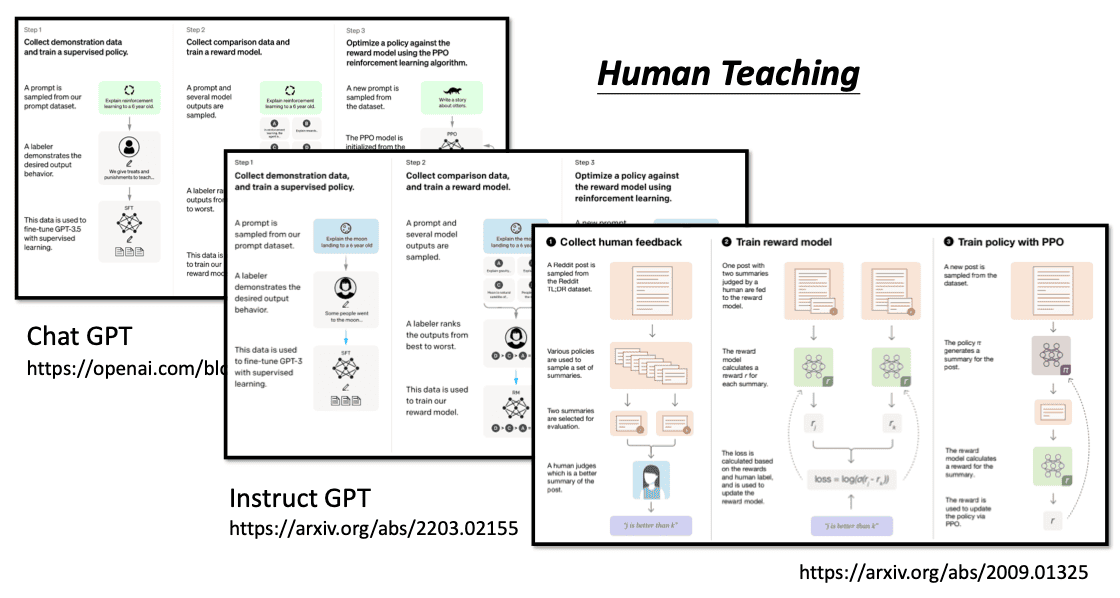 Human Teaching
Step 1
Collect demonstration data
and train a supervised policy.
A prompt is
sampled from our
prompt dataset.
Explain reinforcement
learning to a 6 year old.
A labeler
demonstrates the
desired output
behavior.
We give treats and
punishments to teach...
This data is used to
fine-tune GPT-3.5
with supervised
learning.
SFT
Step 2
Collect comparison data and
train a reward model.
A prompt and
several model
outputs are
sampled.
Explain reinforcement
learning to a 6 year old.
A
B
A labeler ra
outputs from
to worst.
This data is
to train our
reward mod
Step 3
Optimize a policy against the
reward model using the PPO
reinforcement learning algorithm.
A new prompt is
sampled from
the dataset.
Write a story
about otters.
The PPO model is
initialized from the
PPO
Chat GPT
https://openai.com/blo
Step 1
Collect demonstration data,
and train a supervised policy.
A prompt is
sampled from our
prompt dataset.
Explain the moon
landing to a 6 year old
A labeler
demonstrates the
desired output
behavior.
Some people went
to the moon...
This data is used
to fine-tune GPT-3
with supervised
learning.
SFT
Step 2
Collect comparison data,
and train a reward model.
A prompt and
several model
outputs are
sampled.
Explain the m
landing to a 6 y
A
C
A labeler ranks
the outputs from
best to worst.
D > C > A
This data is used
to train our
reward model.
RM
D > C > A
Step 3
Optimize a policy against
the reward model using
reinforcement learning.
A new prompt
Instruct GPT
https://arxiv.org/abs/2203.02155
1 Collect human feedback
A Reddit post is
sampled from
the Reddit
TL;DR dataset.
Various policies
are used to
sample a set of
summaries.
Two summaries
are selected for
evaluation.
A human judges
which is a better
summary of the
post.
"j is better than k"
2 Train reward model
One post with
two summaries
judged by a
human are fed
to the reward
model.
The reward
model
calculates a
reward r for
each summary.
r
r
rj
rk
The loss is
calculated based
on the rewards
and human label,
and is used to
update the
reward model.
loss = log(σ(rj - rk))
"j is better than k"
3 Train policy with PPO
A new post is
sampled from the
dataset.
The policy π
generates a
summary for the
post.
π
The reward
model calculates
a reward for the
summary.
r
The reward is
used to update
the policy via
PPO.
r
https://arxiv.org/abs/2009.01325